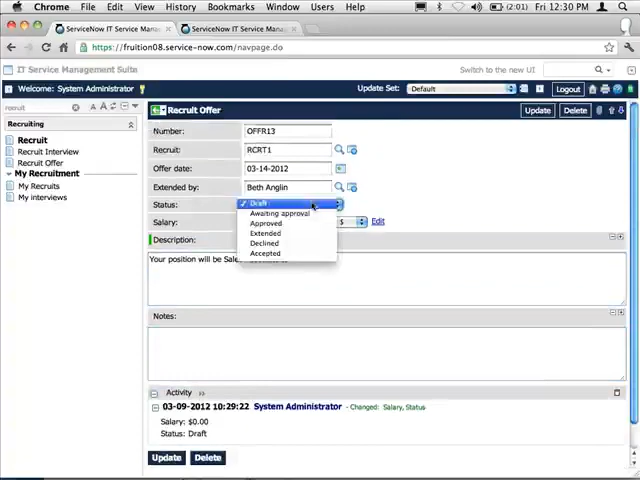 Chrome File Edit View History Bookmarks Users (2:01) Fri 12:30 PM
ServiceNow IT Service Manag ServiceNow IT Service Manag
https://fruition08.service-now.com/navpage.do
IT Service Management Suite Switch to the new UI
Welcome: System Administrator Update Set: Default Logout
recruit A A
Recruit Offer Update Delete
Recruiting
Number: OFFR13
Recruit
Recruit: RCRT1
Recruit Interview
Recruit Offer
Offer date: 03-14-2012
My Recruitment
My Recruits
Extended by: Beth Anglin
My interviews
Status: Draft
Awaiting approval
Salary: Approved $ Edit
Extended
Description: Declined
Accepted
Your position will be Sale
Notes:
Activity
03-09-2012 10:29:22 System Administrator - Changed: Salary, Status
Salary: $0.00
Status: Draft
Update Delete